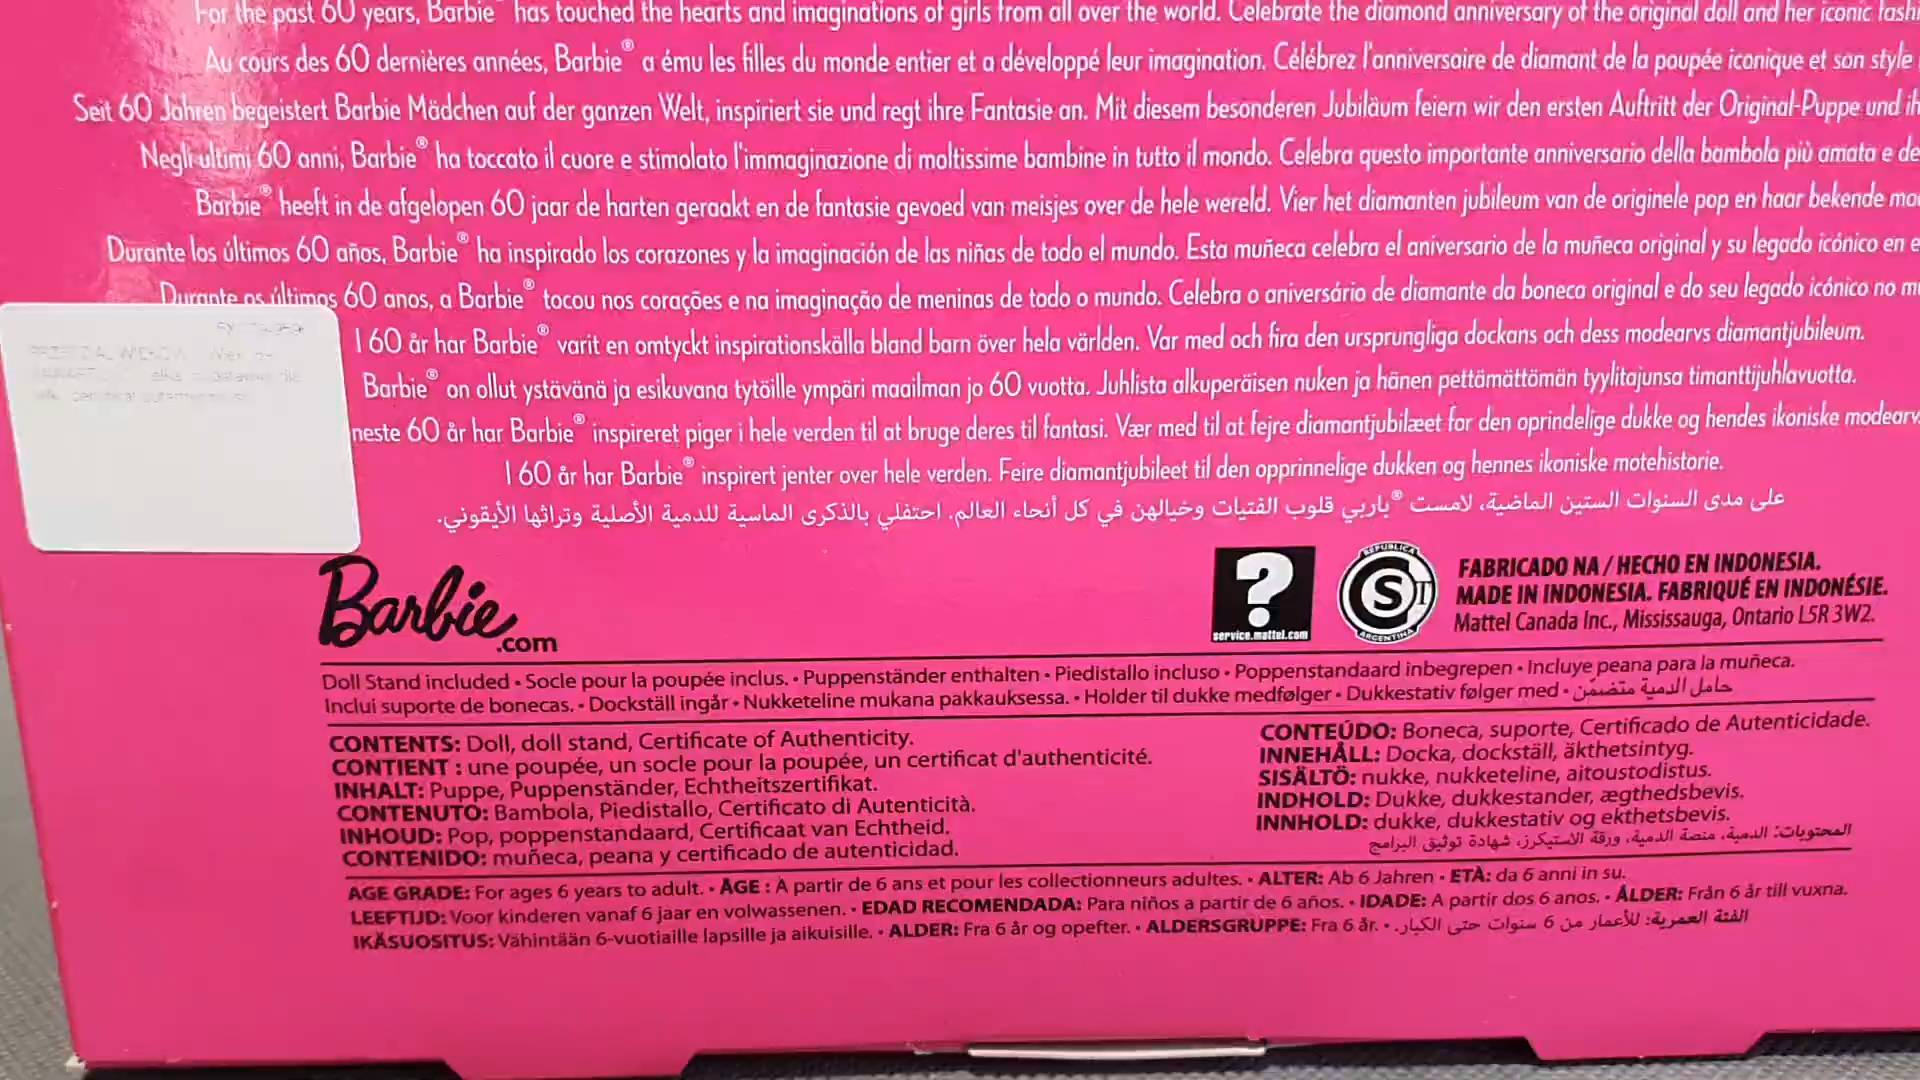 For the past 60 years, Barbie® has touched the hearts and imaginations of girls from all over the world. Celebrate the diamond anniversary of the original doll and her iconic
Au cours des 60 dernières années, Barbie® a ému les filles du monde entier et a développé leur imagination. Célébrez l'anniversaire de diamant de la poupée iconique et son style
Seit 60 Jahren begeistert Barbie Mädchen auf der ganzen Welt, inspiriert sie und regt ihre Fantasie an. Mit diesem besonderen Jubiläum feiern wir den ersten Auftritt der Original-Puppe und
Negli ultimi 60 anni, Barbie® ha toccato il cuore e stimolato l'immaginazione di moltissime bambine in tutto il mondo. Celebra questo importante anniversario della bambola più amata e
Barbie® heeft in de afgelopen 60 jaar de harten geraakt en de fantasie gevoed van meisjes over de hele wereld. Vier het diamanten jubileum van de originele pop en haar bekende
Durante los últimos 60 años, Barbie® ha inspirado los corazones y la imaginación de las niñas de todo el mundo. Esta muñeca celebra el aniversario de la muñeca original y su legado icónico en
Durante os últimos 60 anos, a Barbie® tocou nos corações e na imaginação de meninas de todo o mundo. Celebra o aniversário de diamante da boneca original e do seu legado icónico no
I 60 år har Barbie® varit en omtyckt inspirationskälla bland barn över hela världen. Var med och fira den ursprungliga dockans och dess modearvs diamantjubileum.
Barbie® on ollut ystävänä ja esikuvana tytöille ympäri maailman jo 60 vuotta. Juhlista alkuperäisen nuken ja hänen pettämättömän tyylitajunsa timanttijuhlavuotta.
neste 60 år har Barbie® inspireret piger i hele verden til at bruge deres til fantasi. Vær med til at fejre diamantjubilæet for den oprindelige dukke og hendes ikoniske
I 60 år har Barbie® inspirert jenter over hele verden. Feire diamantjubileet til den opprinnelige dukken og hennes ikoniske motehistorie.
على مدى السنوات الستين الماضية، لامست ®باربي قلوب الفتيات وخيالهن في كل أنحاء العالم. احتفلي بالذكرى الماسية للدمية الأصلية وتراثها الأيقوني.
Barbie.com
service.mattel.com
REPUBLICA
S
ARGENTINA
FABRICADO NA / HECHO EN INDONESIA.
MADE IN INDONESIA. FABRIQUÉ EN INDONÉSIE.
Mattel Canada Inc., Mississauga, Ontario L5R 3W2.
Doll Stand included • Socle pour la poupée inclus. • Puppenständer enthalten • Piedistallo incluso • Poppenstandaard inbegrepen • Incluye peana para la muñeca.
Inclui suporte de bonecas. • Dockställ ingår • Nukketeline mukana pakkauksessa. • Holder til dukke medfølger • Dukkestativ følger med • حامل الدمية متضمّن
CONTENTS: Doll, doll stand, Certificate of Authenticity.
CONTIENT : une poupée, un socle pour la poupée, un certificat d'authenticité.
INHALT: Puppe, Puppenständer, Echtheitszertifikat.
CONTENUTO: Bambola, Piedistallo, Certificato di Autenticità.
INHOUD: Pop, poppenstandaard, Certificaat van Echtheid.
CONTENIDO: muñeca, peana y certificado de autenticidad.
CONTEÚDO: Boneca, suporte, Certificado de Autenticidade.
INNEHÅLL: Docka, dockställ, äkthetsintyg.
SISÄLTÖ: nukke, nukketeline, aitoustodistus.
INDHOLD: Dukke, dukkestander, ægthedsbevis.
INNHOLD: dukke, dukkestativ og ekthetsbevis.
المحتويات: الدمية، منصة الدمية، ورقة الاستيكرز، شهادة توثيق البرامج
AGE GRADE: For ages 6 years to adult. • ÂGE : À partir de 6 ans et pour les collectionneurs adultes. • ALTER: Ab 6 Jahren • ETÀ: da 6 anni in su.
LEEFTIJD: Voor kinderen vanaf 6 jaar en volwassenen. • EDAD RECOMENDADA: Para niños a partir de 6 años. • IDADE: A partir dos 6 anos. • ÅLDER: Från 6 år till vuxna.
IKÄSUOSITUS: Vähintään 6-vuotiaille lapsille ja aikuisille. • ALDER: Fra 6 år og opefter. • ALDERSGRUPPE: Fra 6 år. • الفئة العمرية: للأعمار من 6 سنوات حتى الكبار.